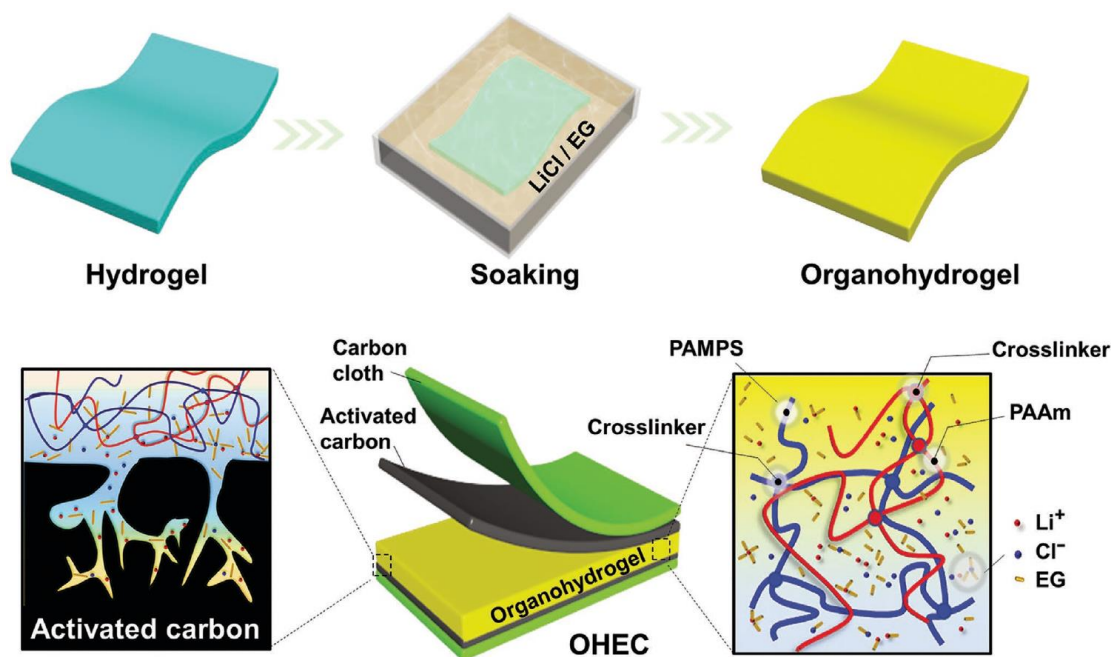 LiCl / EG
Hydrogel
Soaking
Organohydrogel
Carbon
cloth
Activated
carbon
PAMPS
Crosslinker
Crosslinker
PAAm
Li⁺
Cl⁻
EG
Organohydrogel
Activated carbon
OHEC